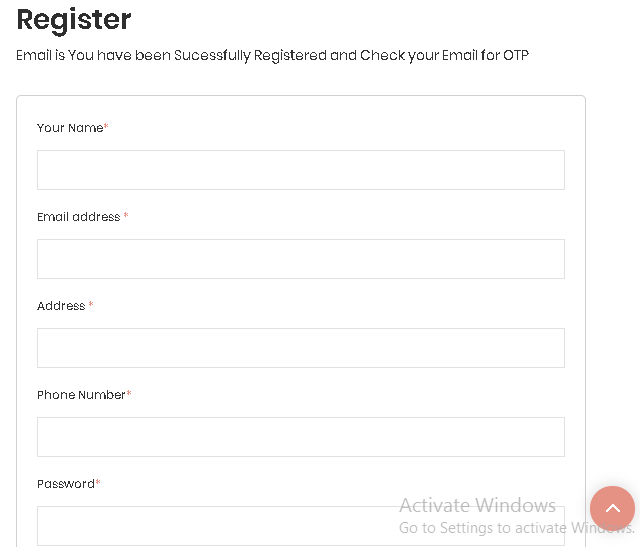 Register
Email is You have been Sucessfully Registered and Check your Email for OTP
Your Name*
Email address *
Address *
Phone Number*
Password*
Activate Windows
Go to Settings to activate Windows.